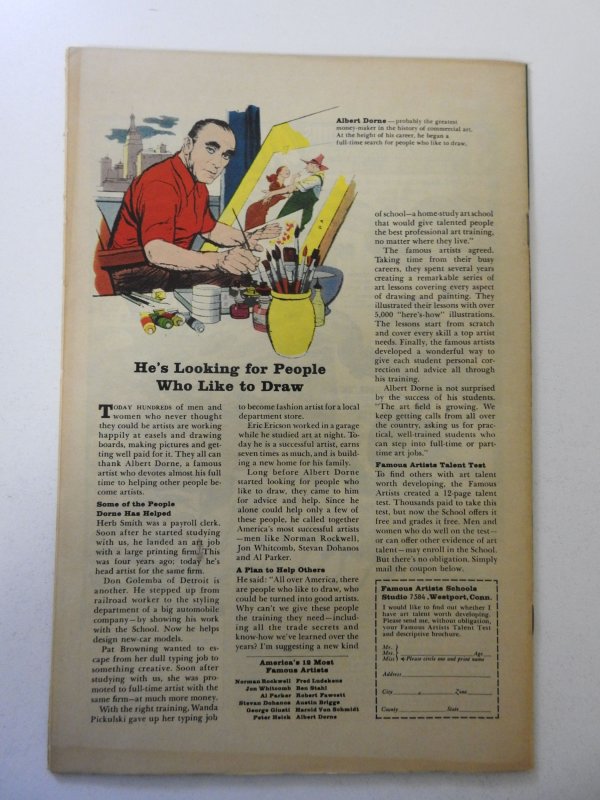 Albert Dorne—probably the greatest
money-maker in the history of commercial art.
At the height of his career, he began a
full-time search for people who like to draw.
He's Looking for People
Who Like to Draw
TODAY HUNDREDS of men and
women who never thought
they could be artists are working
happily at easels and drawing
boards, making pictures and get-
ting well paid for it. They all can
thank Albert Dorne, a famous
artist who devotes almost his full
time to helping other people be-
come artists.
Some of the People
Dorne Has Helped
Herb Smith was a payroll clerk.
Soon after he started studying
with us, he landed an art job
with a large printing firm. This
was four years ago; today he's
head artist for the same firm.
Don Golemba of Detroit is
another. He stepped up from
railroad worker to the styling
department of a big automobile
company—by showing his work
with the School. Now he helps
design new-car models.
Pat Browning wanted to es-
cape from her dull typing job to
something creative. Soon after
studying with us, she was pro-
moted to full-time artist with the
same firm—at much more money.
With the right training, Wanda
Pickulski gave up her typing job
to become fashion artist for a local
department store.
Eric Ericson worked in a garage
while he studied art at night. To-
day he is a successful artist, earns
seven times as much, and is build-
ing a new home for his family.
Long before Albert Dorne
started looking for people who
like to draw, they came to him
for advice and help. Since he
alone could help only a few of
these people, he called together
America's most successful artists
—men like Norman Rockwell,
Jon Whitcomb, Stevan Dohanos
and Al Parker.
A Plan to Help Others
He said: "All over America, there
are people who like to draw, who
could be turned into good artists.
Why can't we give these people
the training they need—includ-
ing all the trade secrets and
know-how we've learned over the
years? I'm suggesting a new kind
America's 12 Most
Famous Artists
Norman Rockwell Fred Ludekens
Jon Whitcomb Ben Stahl
Al Parker Robert Fawcett
Stevan Dohanos Austin Briggs
George Giusti Harold Von Schmidt
Peter Helck Albert Dorne
of school—a home-study art school
that would give talented people
the best professional art training,
no matter where they live."
The famous artists agreed.
Taking time from their busy
careers, they spent several years
creating a remarkable series of
art lessons covering every aspect
of drawing and painting. They
illustrated their lessons with over
5,000 "here's-how" illustrations.
The lessons start from scratch
and cover every skill a top artist
needs. Finally, the famous artists
developed a wonderful way to
give each student personal cor-
rection and advice all through
his training.
Albert Dorne is not surprised
by the success of his students.
"The art field is growing. We
keep getting calls from all over
the country, asking us for prac-
tical, well-trained students who
can step into full-time or part-
time art jobs."
Famous Artists Talent Test
To find others with art talent
worth developing, the Famous
Artists created a 12-page talent
test. Thousands paid to take this
test, but now the School offers it
free and grades it free. Men and
women who do well on the test—
or can offer other evidence of art
talent—may enroll in the School.
But there's no obligation. Simply
mail the coupon below.
Famous Artists Schools
Studio 7584, Westport, Conn.
I would like to find out whether I
have art talent worth developing.
Please send me, without obligation,
your Famous Artists Talent Test
and descriptive brochure.
Mr.
Mrs. Age
Miss Please circle one and print name
Address
City Zone
County State